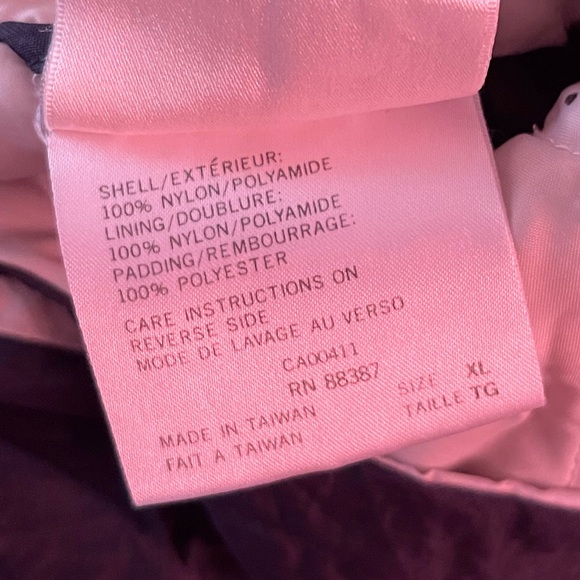 SHELL/EXTÉRIEUR:
100% NYLON/POLYAMIDE
LINING/DOUBLURE:
100% NYLON/POLYAMIDE
PADDING/REMBOURRAGE:
100% POLYESTER
CARE INSTRUCTIONS ON
REVERSE SIDE
MODE DE LAVAGE AU VERSO
CA00411
RN 88387
SIZE XL
TAILLE TG
MADE IN TAIWAN
FAIT A TAIWAN